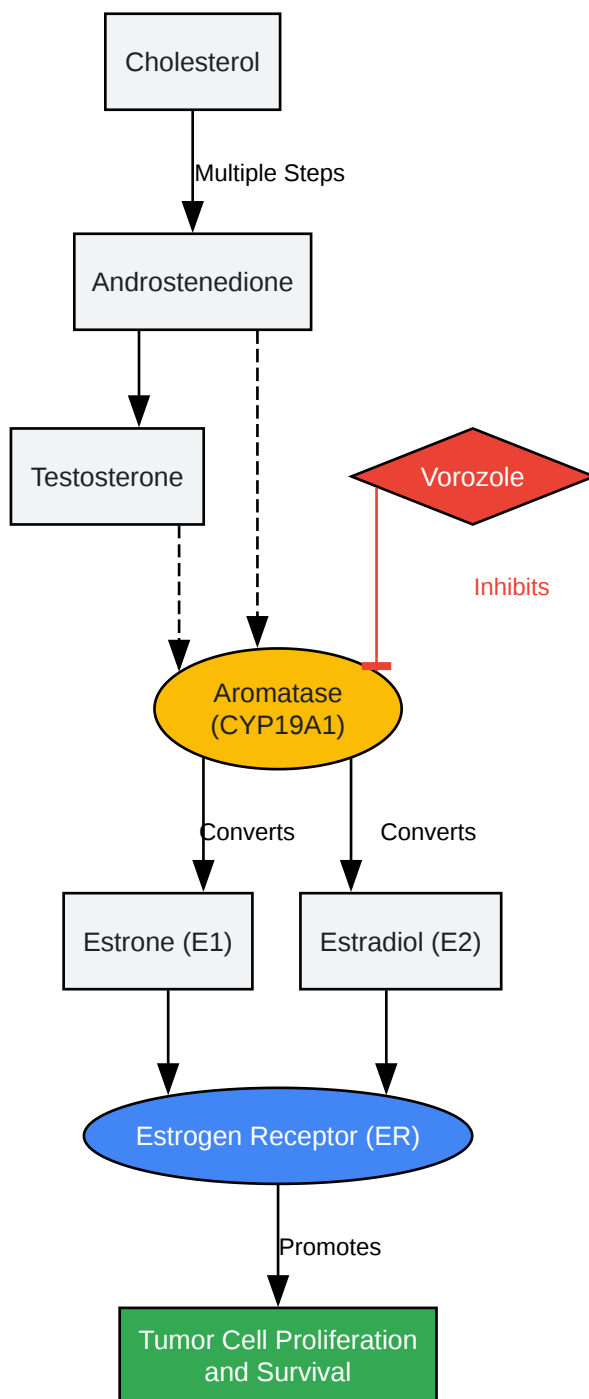 Cholesterol
Multiple Steps
Androstenedione
Testosterone
Vorozole
Inhibits
Aromatase
(CYP19A1)
Converts
Converts
Estrone (E1)
Estradiol (E2)
Estrogen Receptor (ER)
Promotes
Tumor Cell Proliferation
and Survival